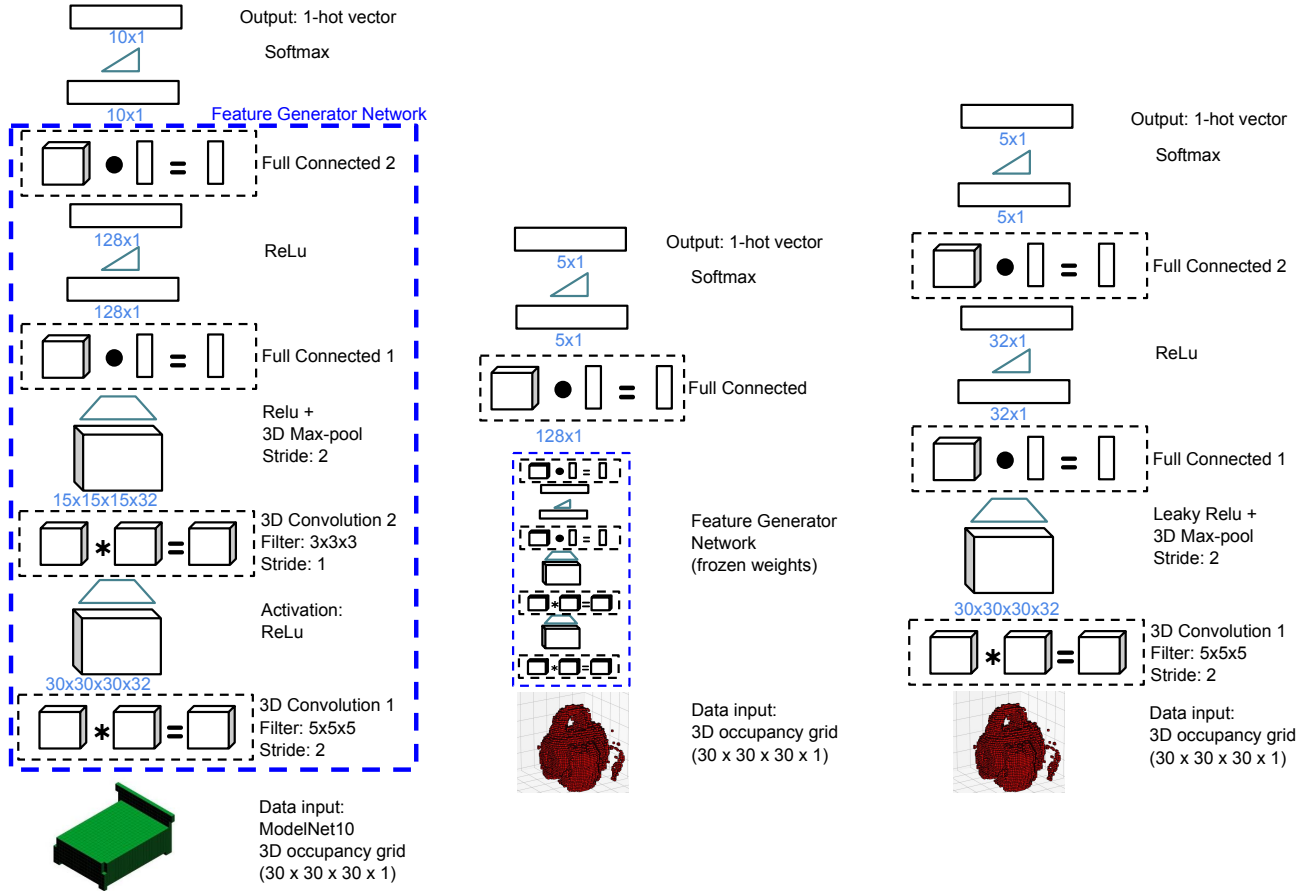 Output: 1-hot vector
10x1
Softmax
10x1
Feature Generator Network
Full Connected 2
128x1
ReLu
128x1
Full Connected 1
Relu +
3D Max-pool
Stride: 2
15x15x15x32
3D Convolution 2
Filter: 3x3x3
Stride: 1
Activation:
ReLu
30x30x30x32
3D Convolution 1
Filter: 5x5x5
Stride: 2
Data input:
ModelNet10
3D occupancy grid
(30 x 30 x 30 x 1)
Output: 1-hot vector
5x1
Softmax
5x1
Full Connected
128x1
Feature Generator
Network
(frozen weights)
Data input:
3D occupancy grid
(30 x 30 x 30 x 1)
Output: 1-hot vector
5x1
Softmax
5x1
Full Connected 2
32x1
ReLu
32x1
Full Connected 1
Leaky Relu +
3D Max-pool
Stride: 2
30x30x30x32
3D Convolution 1
Filter: 5x5x5
Stride: 2
Data input:
3D occupancy grid
(30 x 30 x 30 x 1)